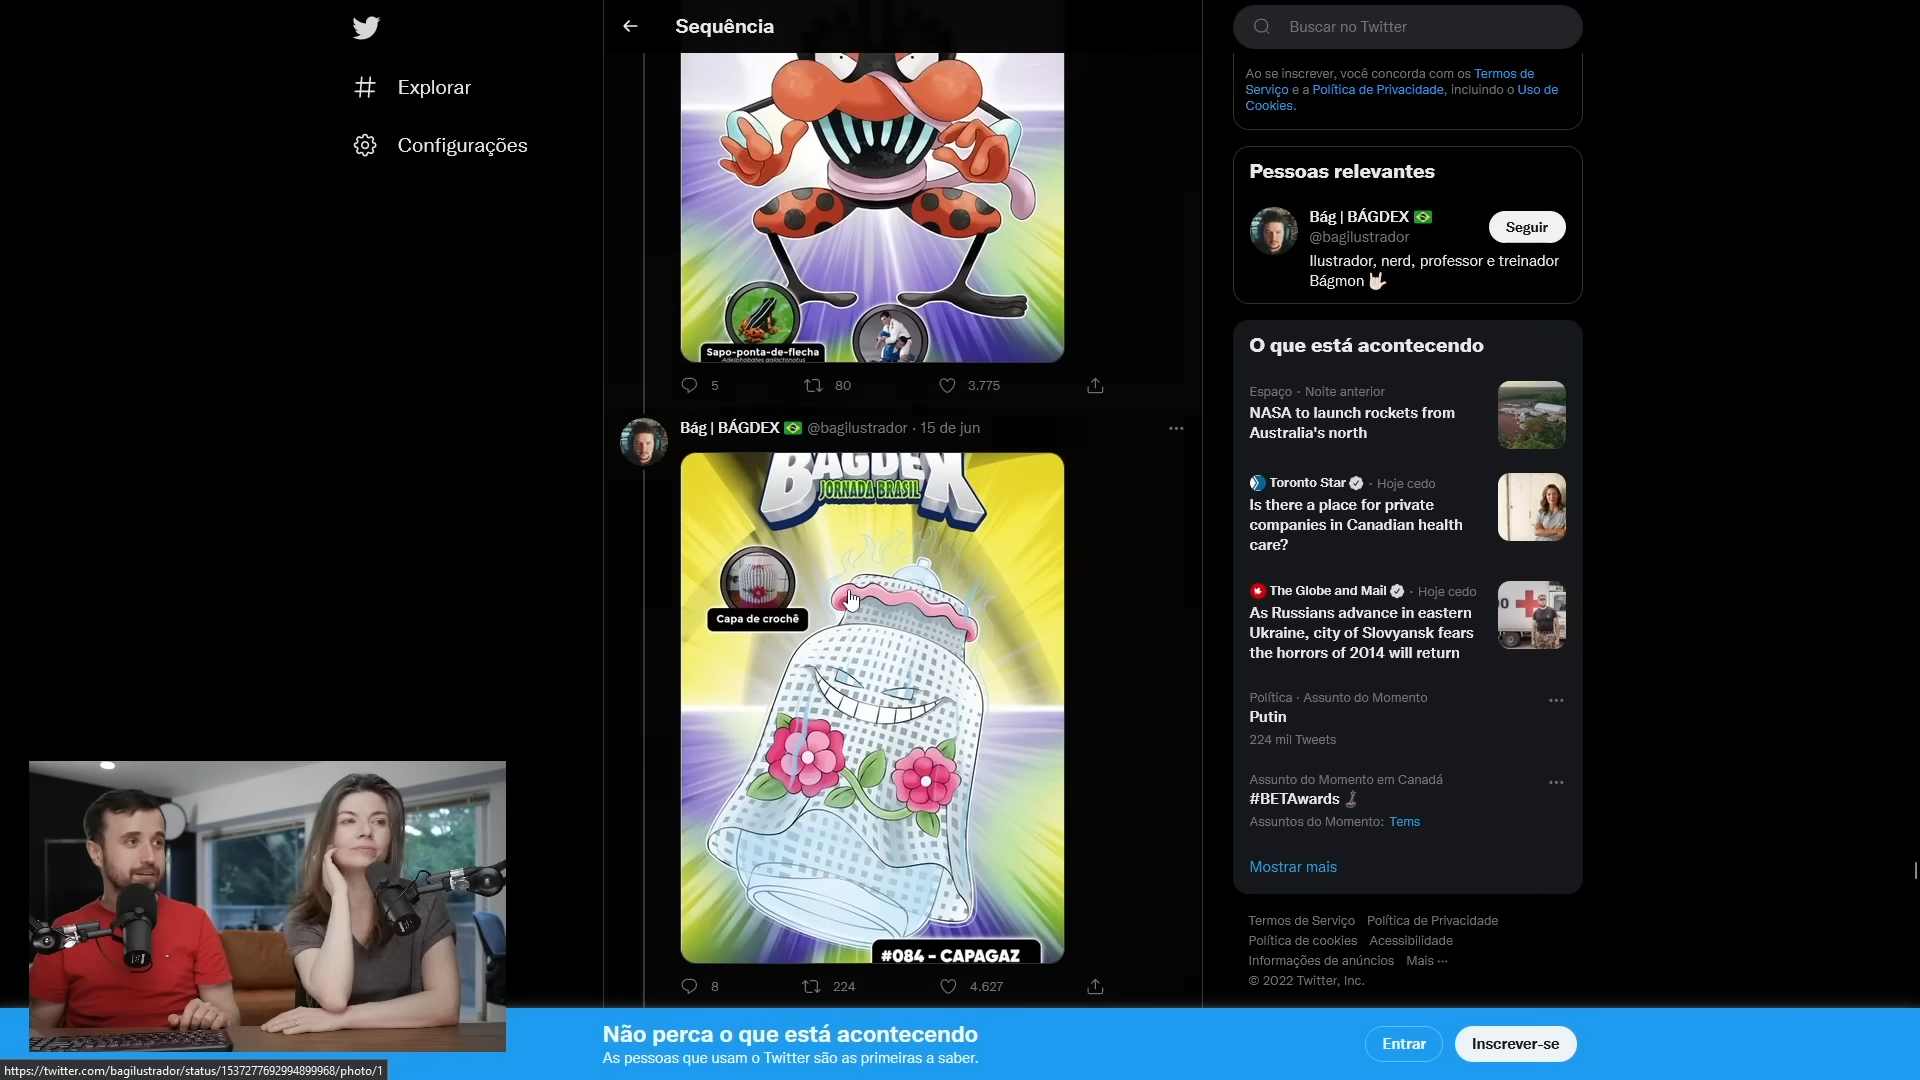 Explorar
Configurações
Sequência
Sapo-ponta-de-flecha
Adelphobates galactonotus
5
80
3.775
Bág | BÁGDEX 🇧🇷 @bagilustrador · 15 de jun
BÁGDEX
JORNADA BRASIL
Capa de crochê
#084 - CAPAGAZ
8
224
4.627
Buscar no Twitter
Ao se inscrever, você concorda com os Termos de
Serviço e a Política de Privacidade, incluindo o Uso de
Cookies.
Pessoas relevantes
Bág | BÁGDEX 🇧🇷
@bagilustrador
Seguir
Ilustrador, nerd, professor e treinador
Bágmon 🤟🏻
O que está acontecendo
Espaço · Noite anterior
NASA to launch rockets from
Australia's north
Toronto Star · Hoje cedo
Is there a place for private
companies in Canadian health
care?
The Globe and Mail · Hoje cedo
As Russians advance in eastern
Ukraine, city of Slovyansk fears
the horrors of 2014 will return
Política · Assunto do Momento
Putin
224 mil Tweets
Assunto do Momento em Canadá
#BETAwards
Assuntos do Momento: Tems
Mostrar mais
Termos de Serviço Política de Privacidade
Política de cookies Acessibilidade
Informações de anúncios Mais ···
© 2022 Twitter, Inc.
Não perca o que está acontecendo
As pessoas que usam o Twitter são as primeiras a saber.
Entrar
Inscrever-se
https://twitter.com/bagilustrador/status/1537277692994899968/photo/1